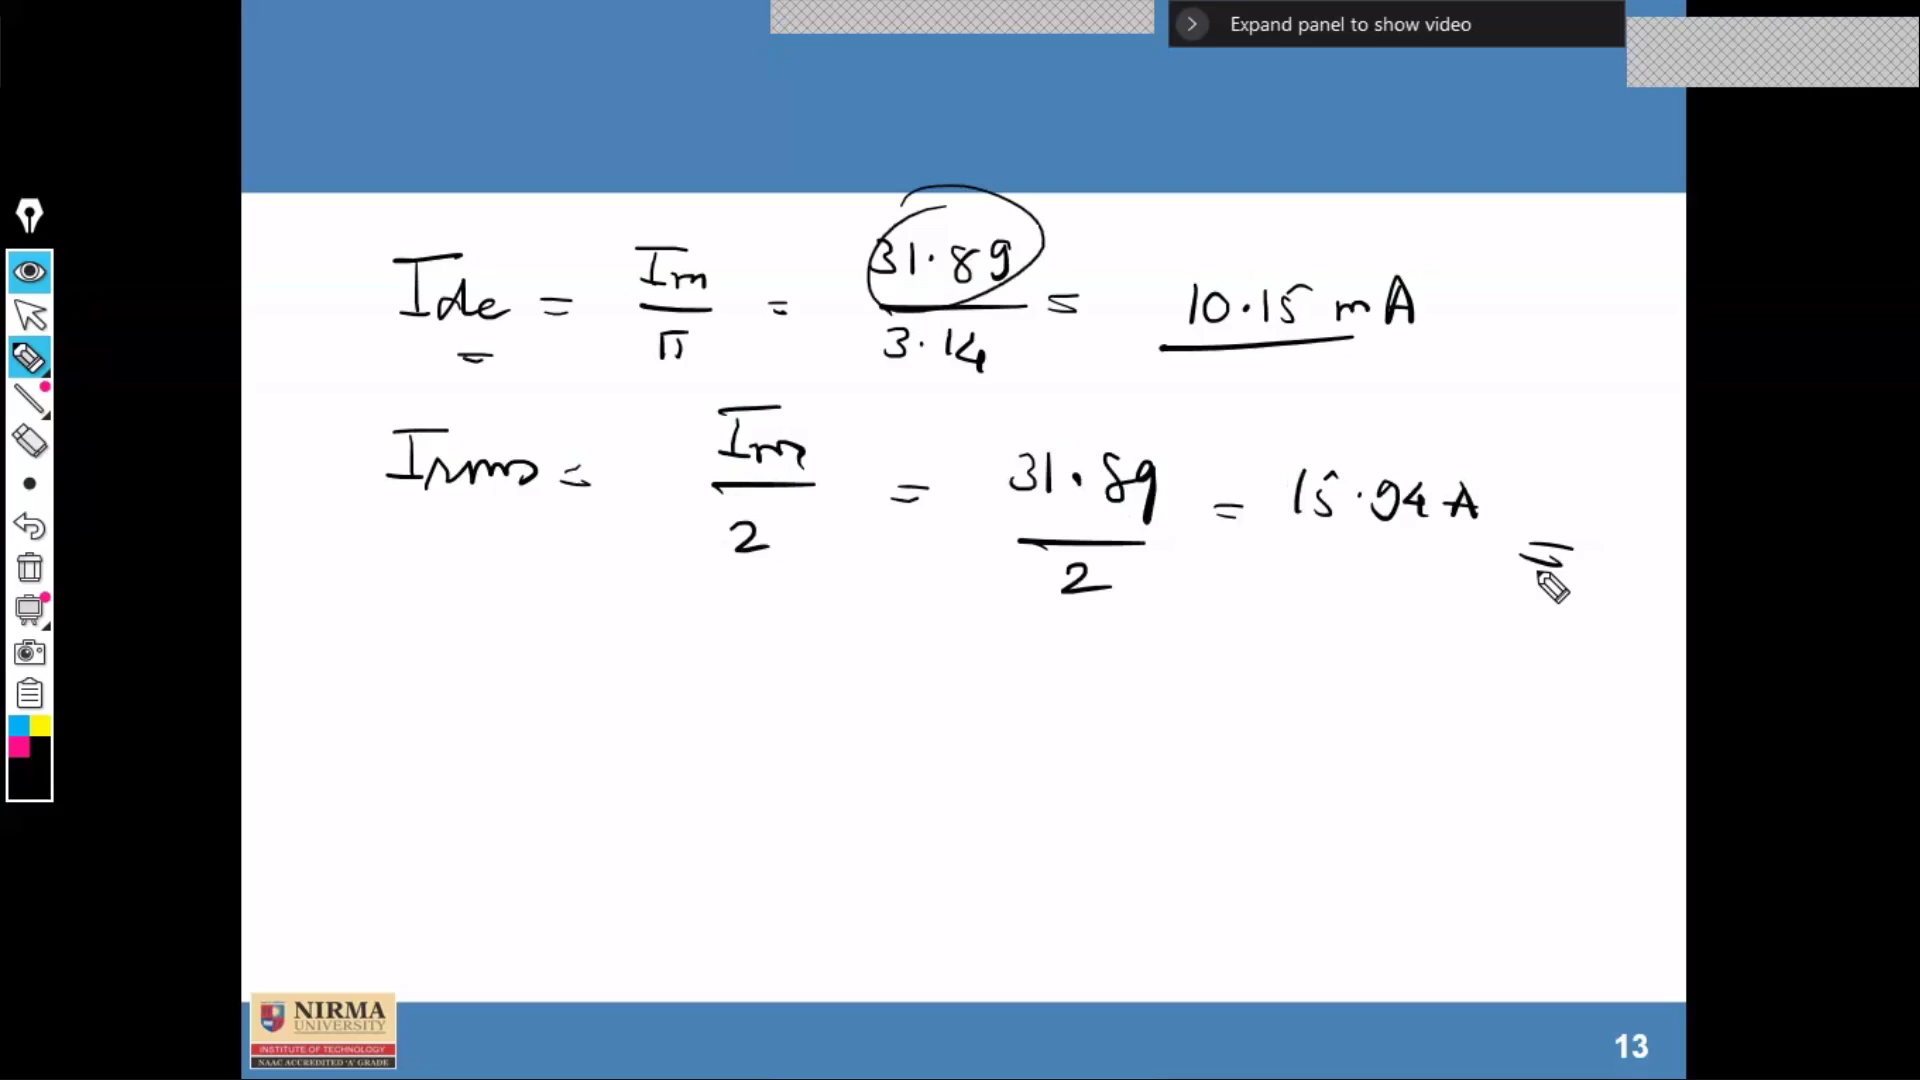 Expand panel to show video
Idc = Im / π = 31.89 / 3.14 = 10.15 mA
Irms = Im / 2 = 31.89 / 2 = 15.94 A
NIRMA
UNIVERSITY
INSTITUTE OF TECHNOLOGY
NAAC ACCREDITED 'A' GRADE
13